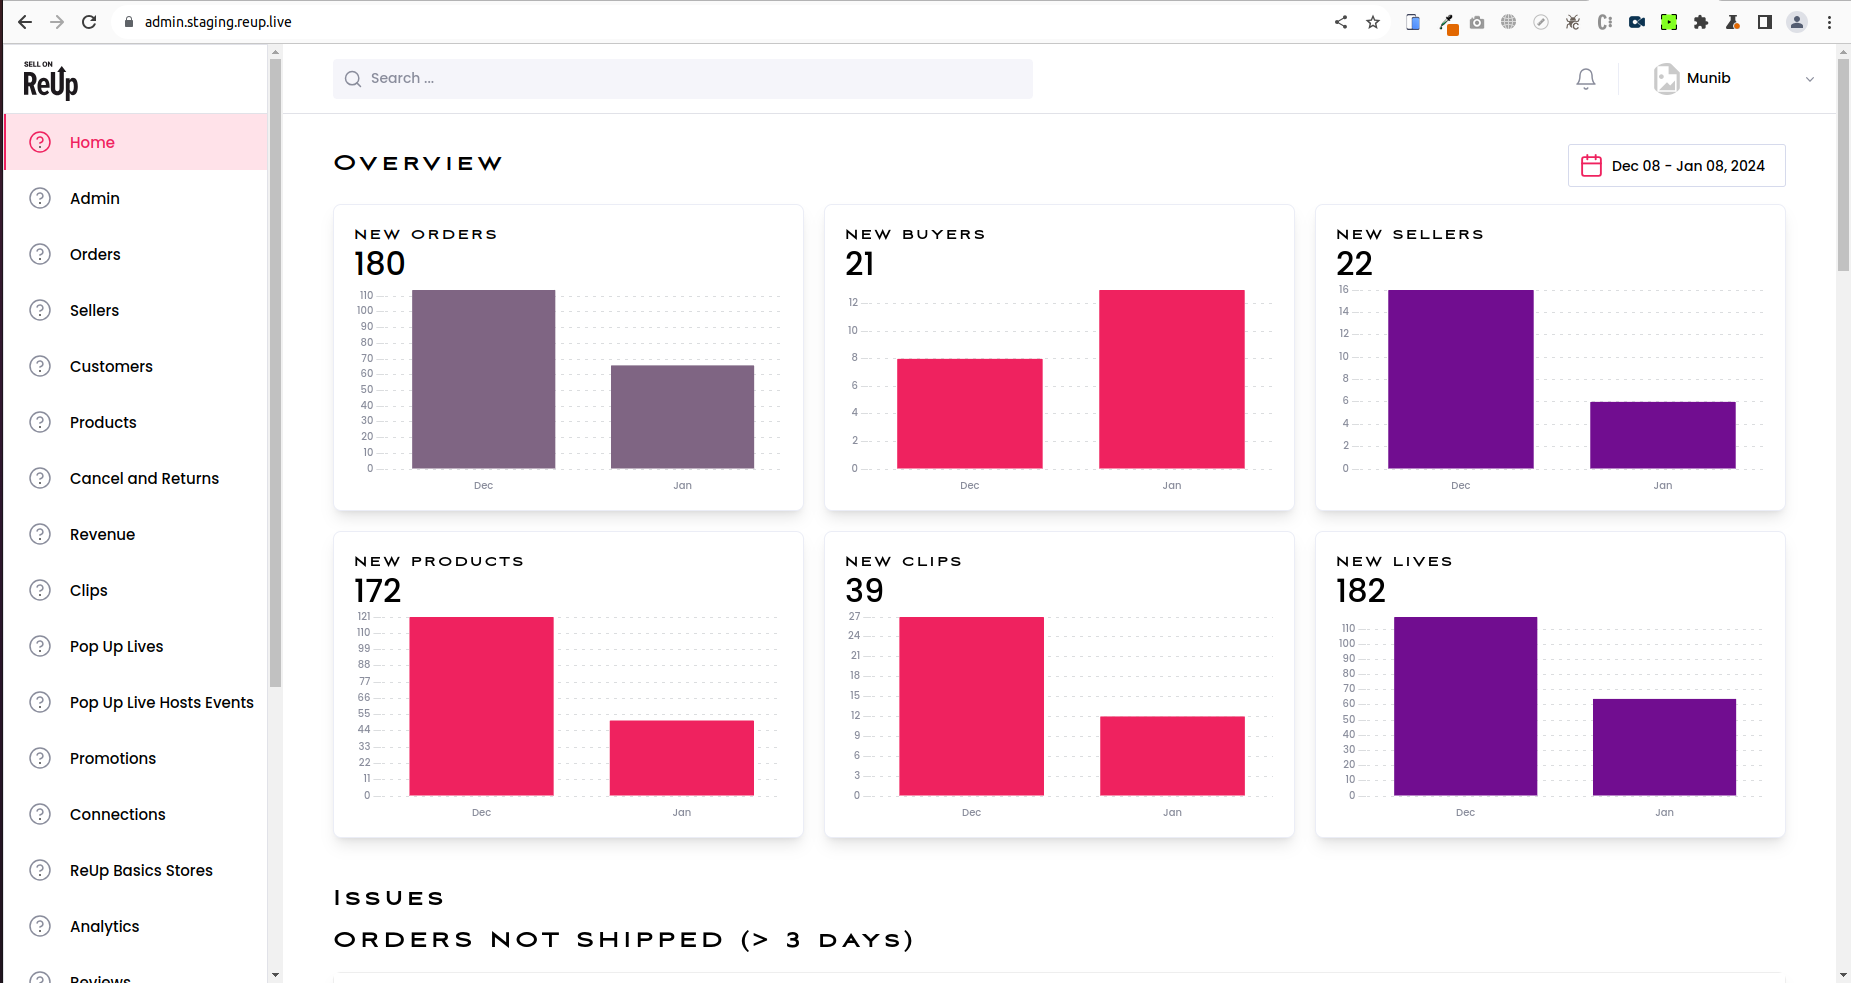 admin.staging.reup.live
SELL ON
ReUp
Search ...
Munib
Home
Admin
Orders
Sellers
Customers
Products
Cancel and Returns
Revenue
Clips
Pop Up Lives
Pop Up Live Hosts Events
Promotions
Connections
ReUp Basics Stores
Analytics
Reviews
OVERVIEW
Dec 08 - Jan 08, 2024
NEW ORDERS
180
110
100
90
80
70
60
50
40
30
20
10
0
Dec Jan
NEW BUYERS
21
12
10
8
6
4
2
0
Dec Jan
NEW SELLERS
22
16
14
12
10
8
6
4
2
0
Dec Jan
NEW PRODUCTS
172
121
110
99
88
77
66
55
44
33
22
11
0
Dec Jan
NEW CLIPS
39
27
24
21
18
15
12
9
6
3
0
Dec Jan
NEW LIVES
182
110
100
90
80
70
60
50
40
30
20
10
0
Dec Jan
ISSUES
ORDERS NOT SHIPPED (> 3 DAYS)